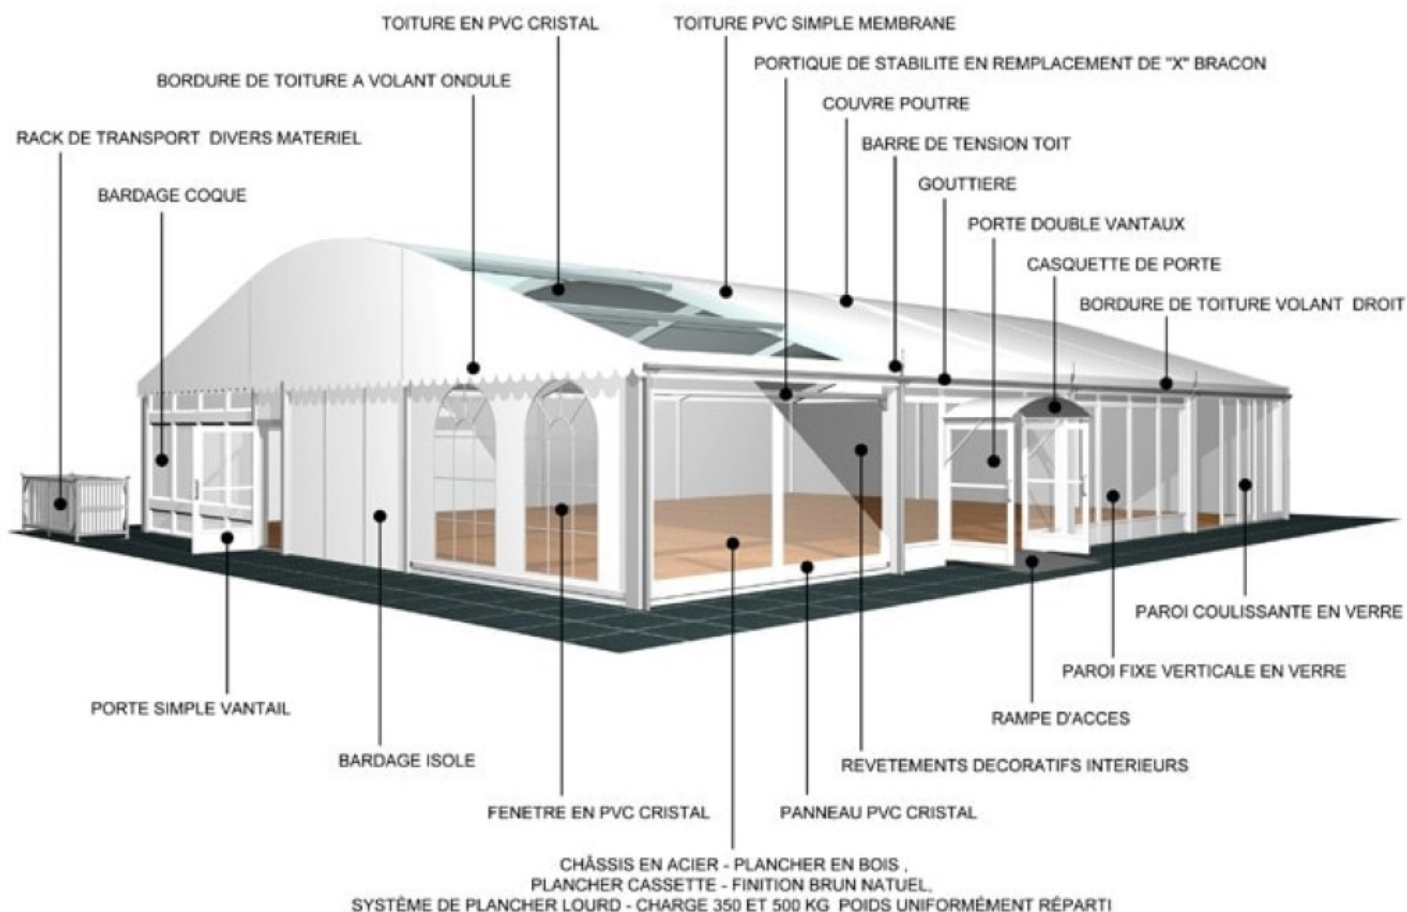 TOITURE EN PVC CRISTAL
TOITURE PVC SIMPLE MEMBRANE
PORTIQUE DE STABILITE EN REMPLACEMENT DE "X" BRACON
BORDURE DE TOITURE A VOLANT ONDULE
COUVRE POUTRE
RACK DE TRANSPORT DIVERS MATERIEL
BARRE DE TENSION TOIT
BARDAGE COQUE
GOUTTIERE
PORTE DOUBLE VANTAUX
CASQUETTE DE PORTE
BORDURE DE TOITURE VOLANT DROIT
PAROI COULISSANTE EN VERRE
PAROI FIXE VERTICALE EN VERRE
PORTE SIMPLE VANTAIL
RAMPE D'ACCES
BARDAGE ISOLE
REVETEMENTS DECORATIFS INTERIEURS
FENETRE EN PVC CRISTAL
PANNEAU PVC CRISTAL
CHÂSSIS EN ACIER - PLANCHER EN BOIS ,
PLANCHER CASSETTE - FINITION BRUN NATUEL,
SYSTÈME DE PLANCHER LOURD - CHARGE 350 ET 500 KG POIDS UNIFORMÉMENT RÉPARTI